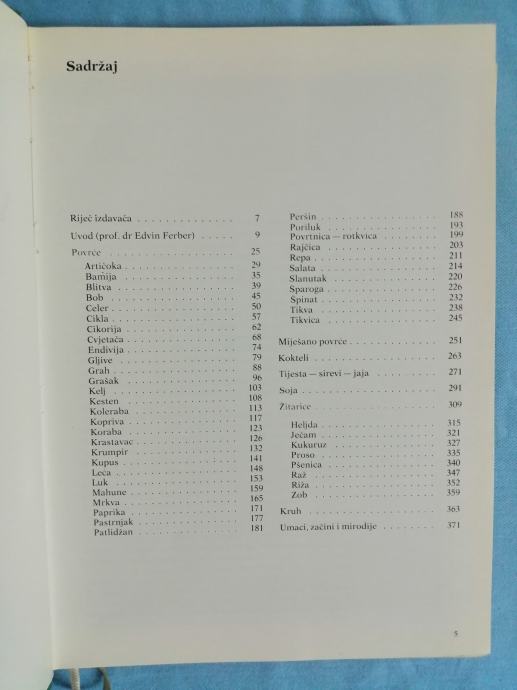 Sadržaj
Riječ izdavača . . . . . . . . . . . . . . 7
Uvod (prof. dr Edvin Ferber) . . . . . 9
Povrće . . . . . . . . . . . . . . . . . . 25
Artičoka . . . . . . . . . . . . . . . . 29
Bamija . . . . . . . . . . . . . . . . 35
Blitva . . . . . . . . . . . . . . . . 39
Bob . . . . . . . . . . . . . . . . 45
Celer . . . . . . . . . . . . . . . . 50
Cikla . . . . . . . . . . . . . . . . 57
Cikorija . . . . . . . . . . . . . . . . 62
Cvjetača . . . . . . . . . . . . . . . . 68
Endivija . . . . . . . . . . . . . . . . 74
Gljive . . . . . . . . . . . . . . . . 79
Grah . . . . . . . . . . . . . . . . 88
Grašak . . . . . . . . . . . . . . . . 96
Kelj . . . . . . . . . . . . . . . . 103
Kesten . . . . . . . . . . . . . . . . 108
Koleraba . . . . . . . . . . . . . . . 113
Kopriva . . . . . . . . . . . . . . . 117
Koraba . . . . . . . . . . . . . . . 123
Krastavac . . . . . . . . . . . . . . . 126
Krumpir . . . . . . . . . . . . . . . 132
Kupus . . . . . . . . . . . . . . . 141
Leća . . . . . . . . . . . . . . . 148
Luk . . . . . . . . . . . . . . . 153
Mahune . . . . . . . . . . . . . . . 159
Mrkva . . . . . . . . . . . . . . . 165
Paprika . . . . . . . . . . . . . . . 171
Pastrnjak . . . . . . . . . . . . . . . 177
Patlidžan . . . . . . . . . . . . . . . 181
Peršin . . . . . . . . . . . . . . . 188
Poriluk . . . . . . . . . . . . . . . 193
Povrtnica — rotkvica . . . . . . . . 199
Rajčica . . . . . . . . . . . . . . . 203
Repa . . . . . . . . . . . . . . . 211
Salata . . . . . . . . . . . . . . . 214
Slanutak . . . . . . . . . . . . . . . 220
Šparoga . . . . . . . . . . . . . . . 226
Špinat . . . . . . . . . . . . . . . 232
Tikva . . . . . . . . . . . . . . . 238
Tikvica . . . . . . . . . . . . . . . 245
Miješano povrće . . . . . . . . . . . . 251
Kokteli . . . . . . . . . . . . . . . 263
Tijesta — sirevi — jaja . . . . . . . . . 271
Soja . . . . . . . . . . . . . . . 291
Žitarice . . . . . . . . . . . . . . . 309
Heljda . . . . . . . . . . . . . . . 315
Ječam . . . . . . . . . . . . . . . 321
Kukuruz . . . . . . . . . . . . . . . 327
Proso . . . . . . . . . . . . . . . 335
Pšenica . . . . . . . . . . . . . . . 340
Raž . . . . . . . . . . . . . . . 347
Riža . . . . . . . . . . . . . . . 352
Zob . . . . . . . . . . . . . . . 359
Kruh . . . . . . . . . . . . . . . 363
Umaci, začini i mirodije . . . . . . . . 371
5